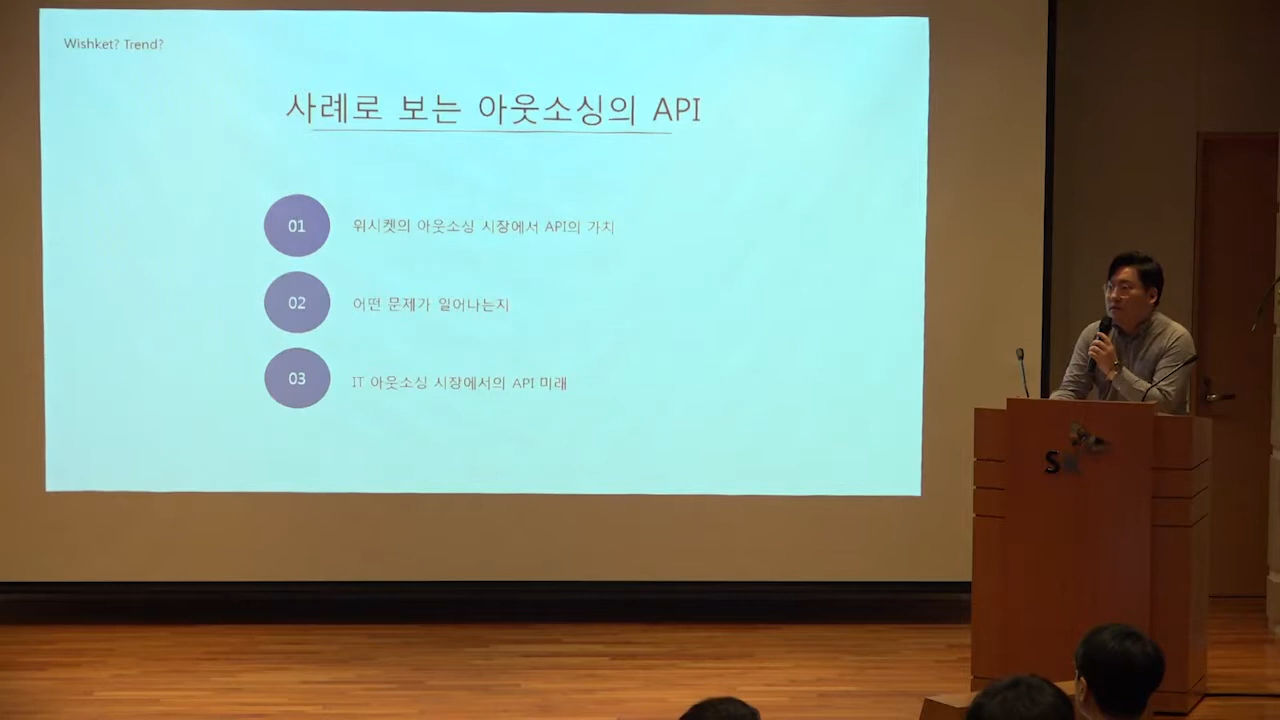 Wishket? Trend?
사례로 보는 아웃소싱의 API
01 위시켓의 아웃소싱 시장에서 API의 가치
02 어떤 문제가 일어나는지
03 IT 아웃소싱 시장에서의 API 미래
SK